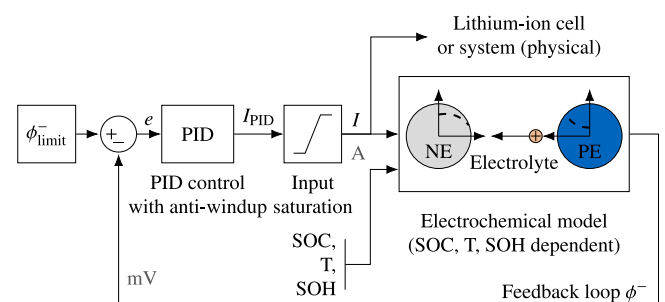 Lithium-ion cell
or system (physical)
ϕ⁻limit
+
−
e
PID
I_PID
I
A
NE
Electrolyte
+
PE
PID control
with anti-windup
Input
saturation
Electrochemical model
(SOC, T, SOH dependent)
SOC,
T,
SOH
mV
Feedback loop ϕ⁻